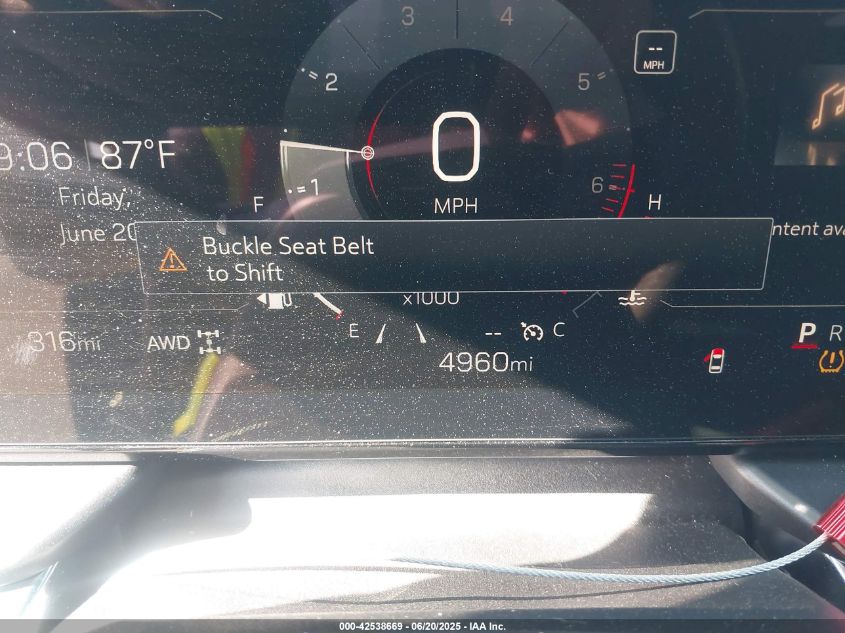 3 4
2 5
-- MPH
9:06 87°F
0
1 6
Friday,
June 20
F H
MPH
Buckle Seat Belt
to Shift
ntent ava
x1000
E -- C
316mi AWD
4960mi
P R
000-42538669 - 06/20/2025 - IAA Inc.